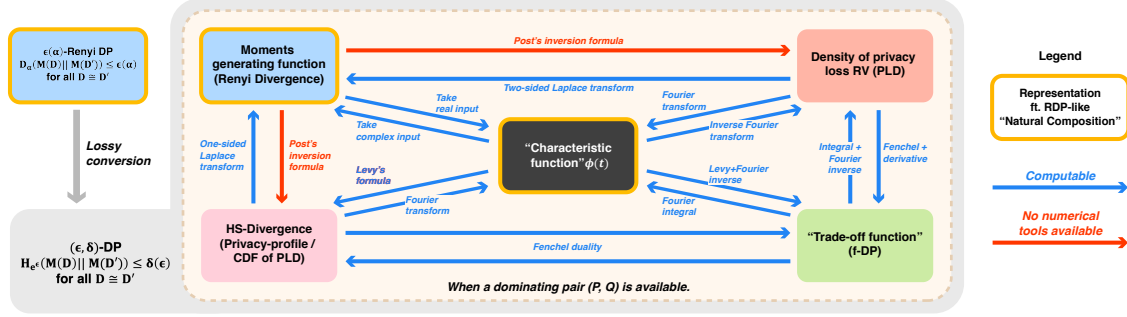 ϵ(α)-Renyi DP
D_α(M(D)|| M(D′)) ≤ ϵ(α)
for all D ≅ D′
Lossy
conversion
(ϵ, δ)-DP
H_{e^ϵ}(M(D)|| M(D′)) ≤ δ(ϵ)
for all D ≅ D′
Moments
generating function
(Renyi Divergence)
Post's inversion formula
Two-sided Laplace transform
Density of privacy
loss RV (PLD)
Take
real input
Take
complex input
Fourier
transform
Inverse Fourier
transform
One-sided
Laplace
transform
Post's
inversion
formula
"Characteristic
function"ϕ(t)
Integral +
Fourier
inverse
Fenchel +
derivative
Levy's
formula
Fourier
transform
Levy+Fourier
inverse
Fourier
integral
HS-Divergence
(Privacy-profile /
CDF of PLD)
Fenchel duality
"Trade-off function"
(f-DP)
When a dominating pair (P, Q) is available.
Legend
Representation
ft. RDP-like
"Natural Composition"
Computable
No numerical
tools available